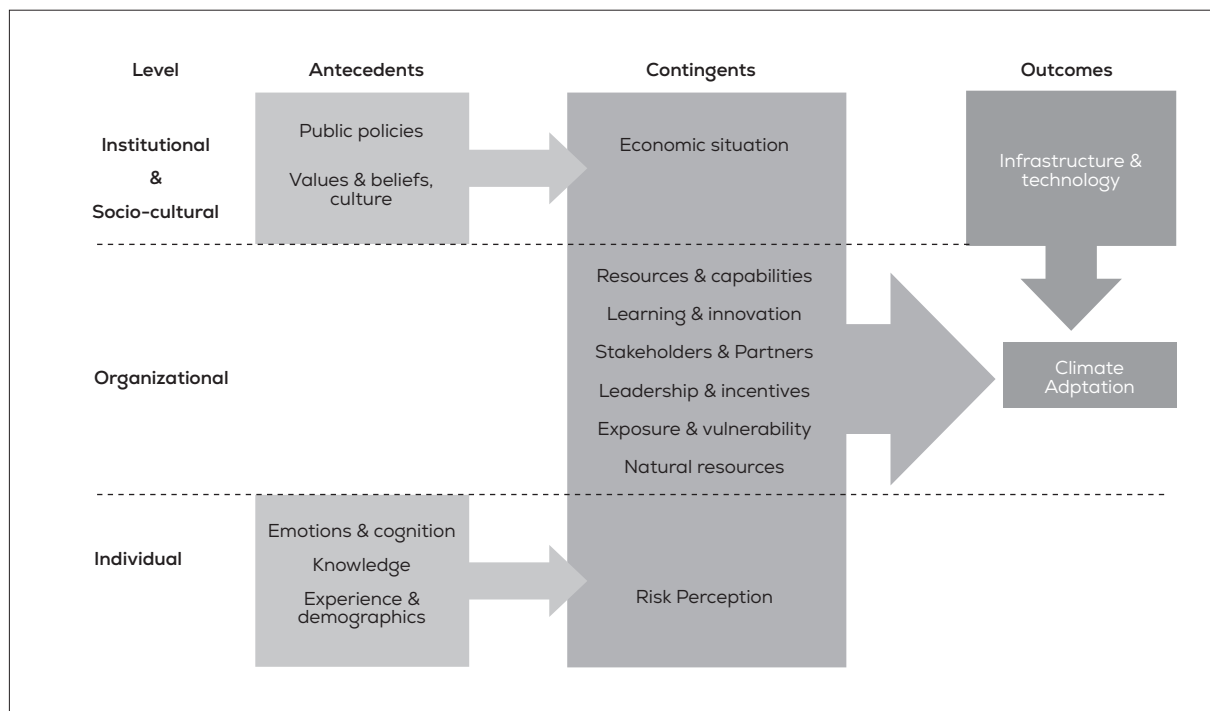 Level
Antecedents
Contingents
Outcomes
Institutional
&
Socio-cultural
Public policies
Values & beliefs,
culture
Economic situation
Infrastructure &
technology
Organizational
Resources & capabilities
Learning & innovation
Stakeholders & Partners
Leadership & incentives
Exposure & vulnerability
Natural resources
Climate
Adptation
Individual
Emotions & cognition
Knowledge
Experience &
demographics
Risk Perception